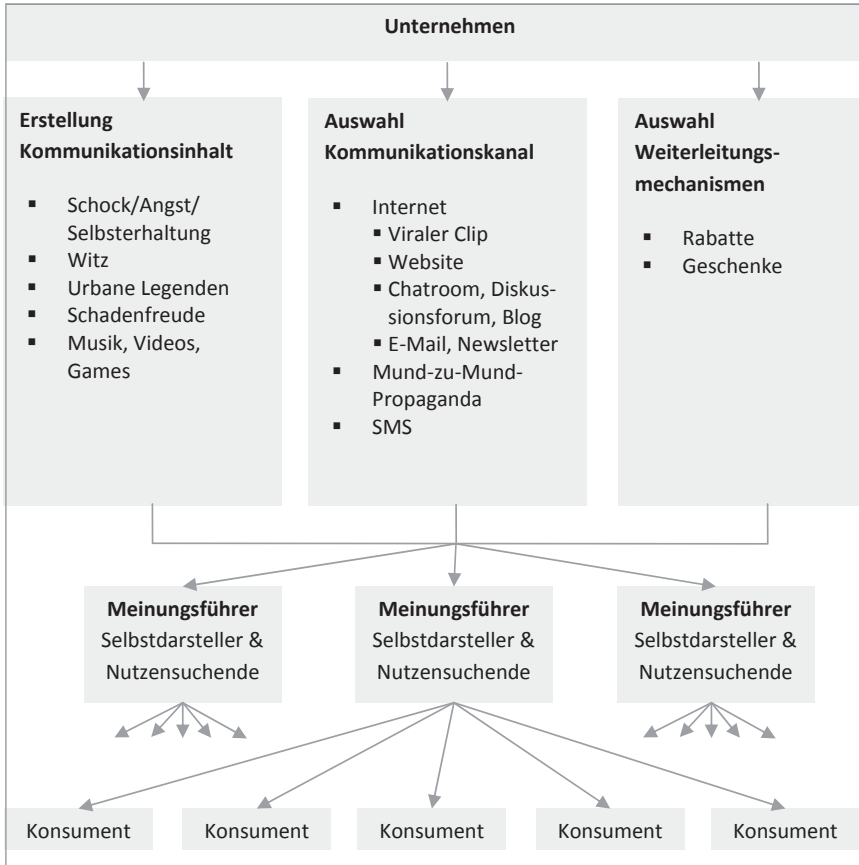 Unternehmen
Erstellung
Kommunikationsinhalt
▪ Schock/Angst/
Selbsterhaltung
▪ Witz
▪ Urbane Legenden
▪ Schadenfreude
▪ Musik, Videos,
Games
Auswahl
Kommunikationskanal
▪ Internet
▪ Viraler Clip
▪ Website
▪ Chatroom, Diskus-
sionsforum, Blog
▪ E-Mail, Newsletter
▪ Mund-zu-Mund-
Propaganda
▪ SMS
Auswahl
Weiterleitungs-
mechanismen
▪ Rabatte
▪ Geschenke
Meinungsführer
Selbstdarsteller &
Nutzensuchende
Meinungsführer
Selbstdarsteller &
Nutzensuchende
Meinungsführer
Selbstdarsteller &
Nutzensuchende
Konsument
Konsument
Konsument
Konsument
Konsument